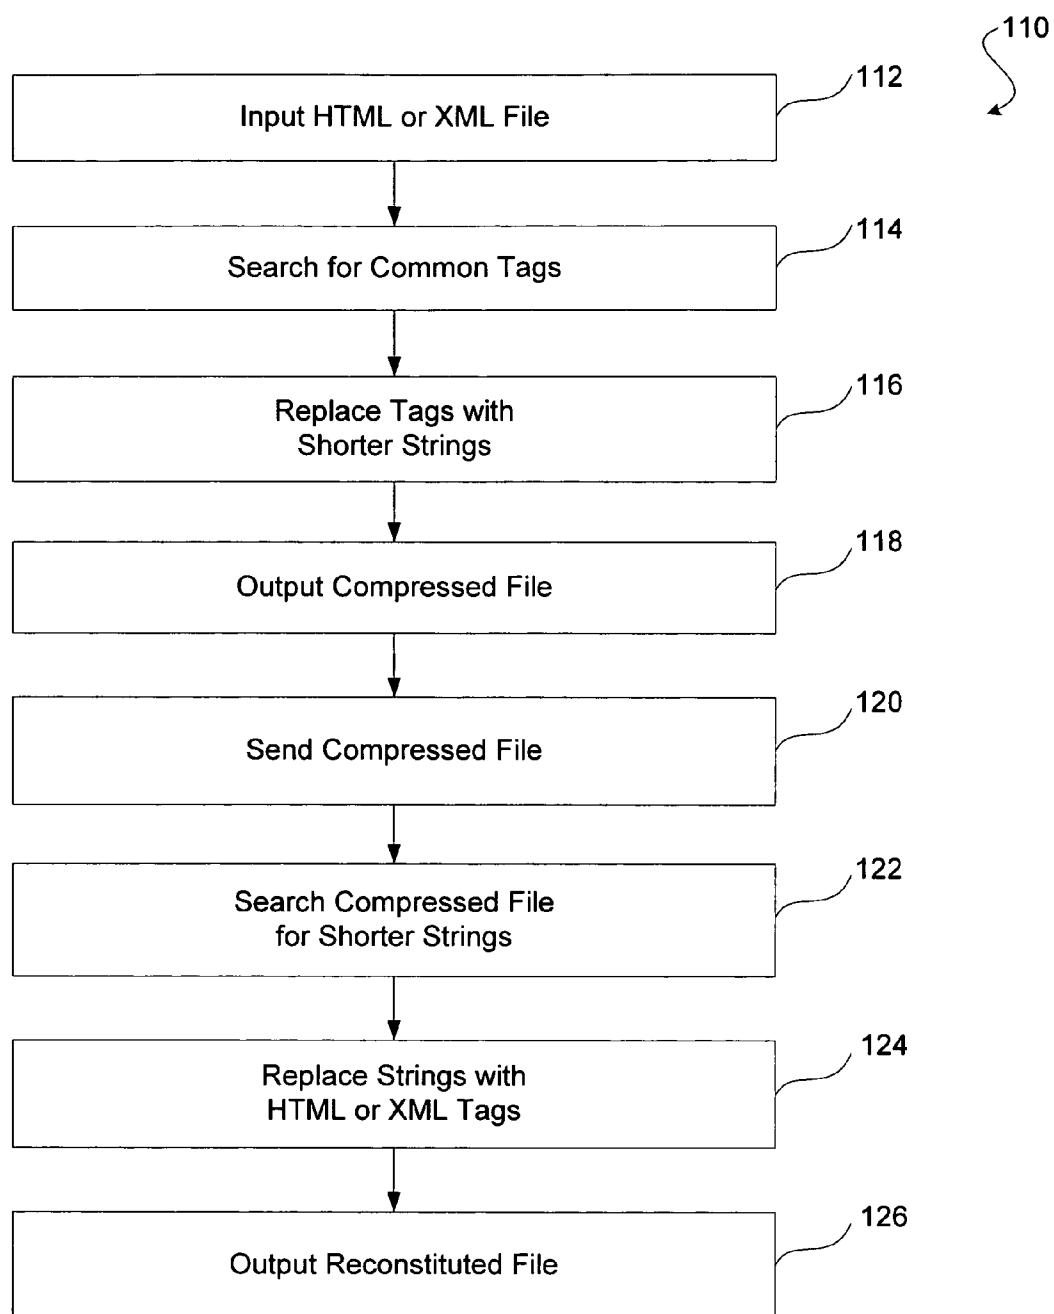 110
112
Input HTML or XML File
114
Search for Common Tags
116
Replace Tags with
Shorter Strings
118
Output Compressed File
120
Send Compressed File
122
Search Compressed File
for Shorter Strings
124
Replace Strings with
HTML or XML Tags
126
Output Reconstituted File